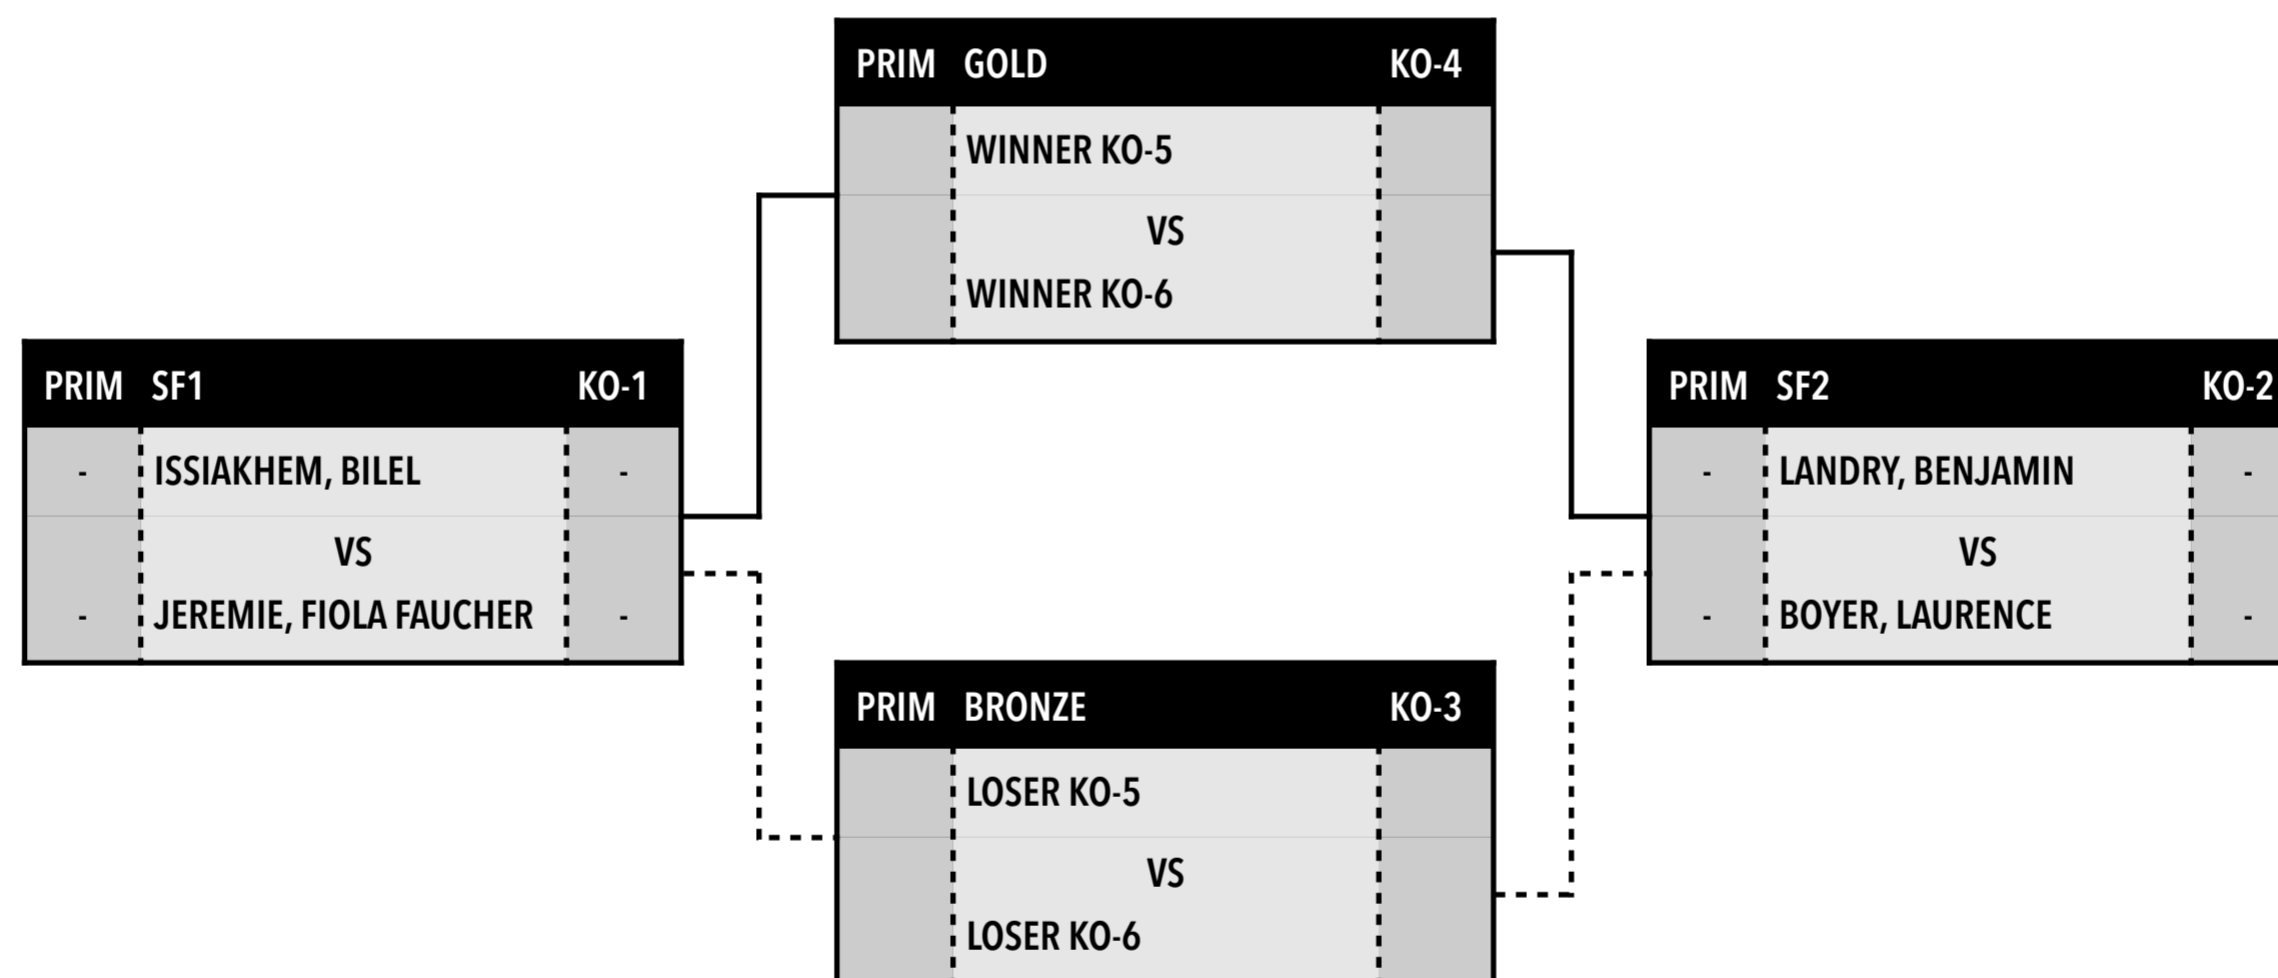 PRIM GOLD KO-4
WINNER KO-5
VS
WINNER KO-6
PRIM SF1 KO-1
- ISSIAKHEM, BILEL -
VS
- JEREMIE, FIOLA FAUCHER -
PRIM SF2 KO-2
- LANDRY, BENJAMIN -
VS
- BOYER, LAURENCE -
PRIM BRONZE KO-3
LOSER KO-5
VS
LOSER KO-6